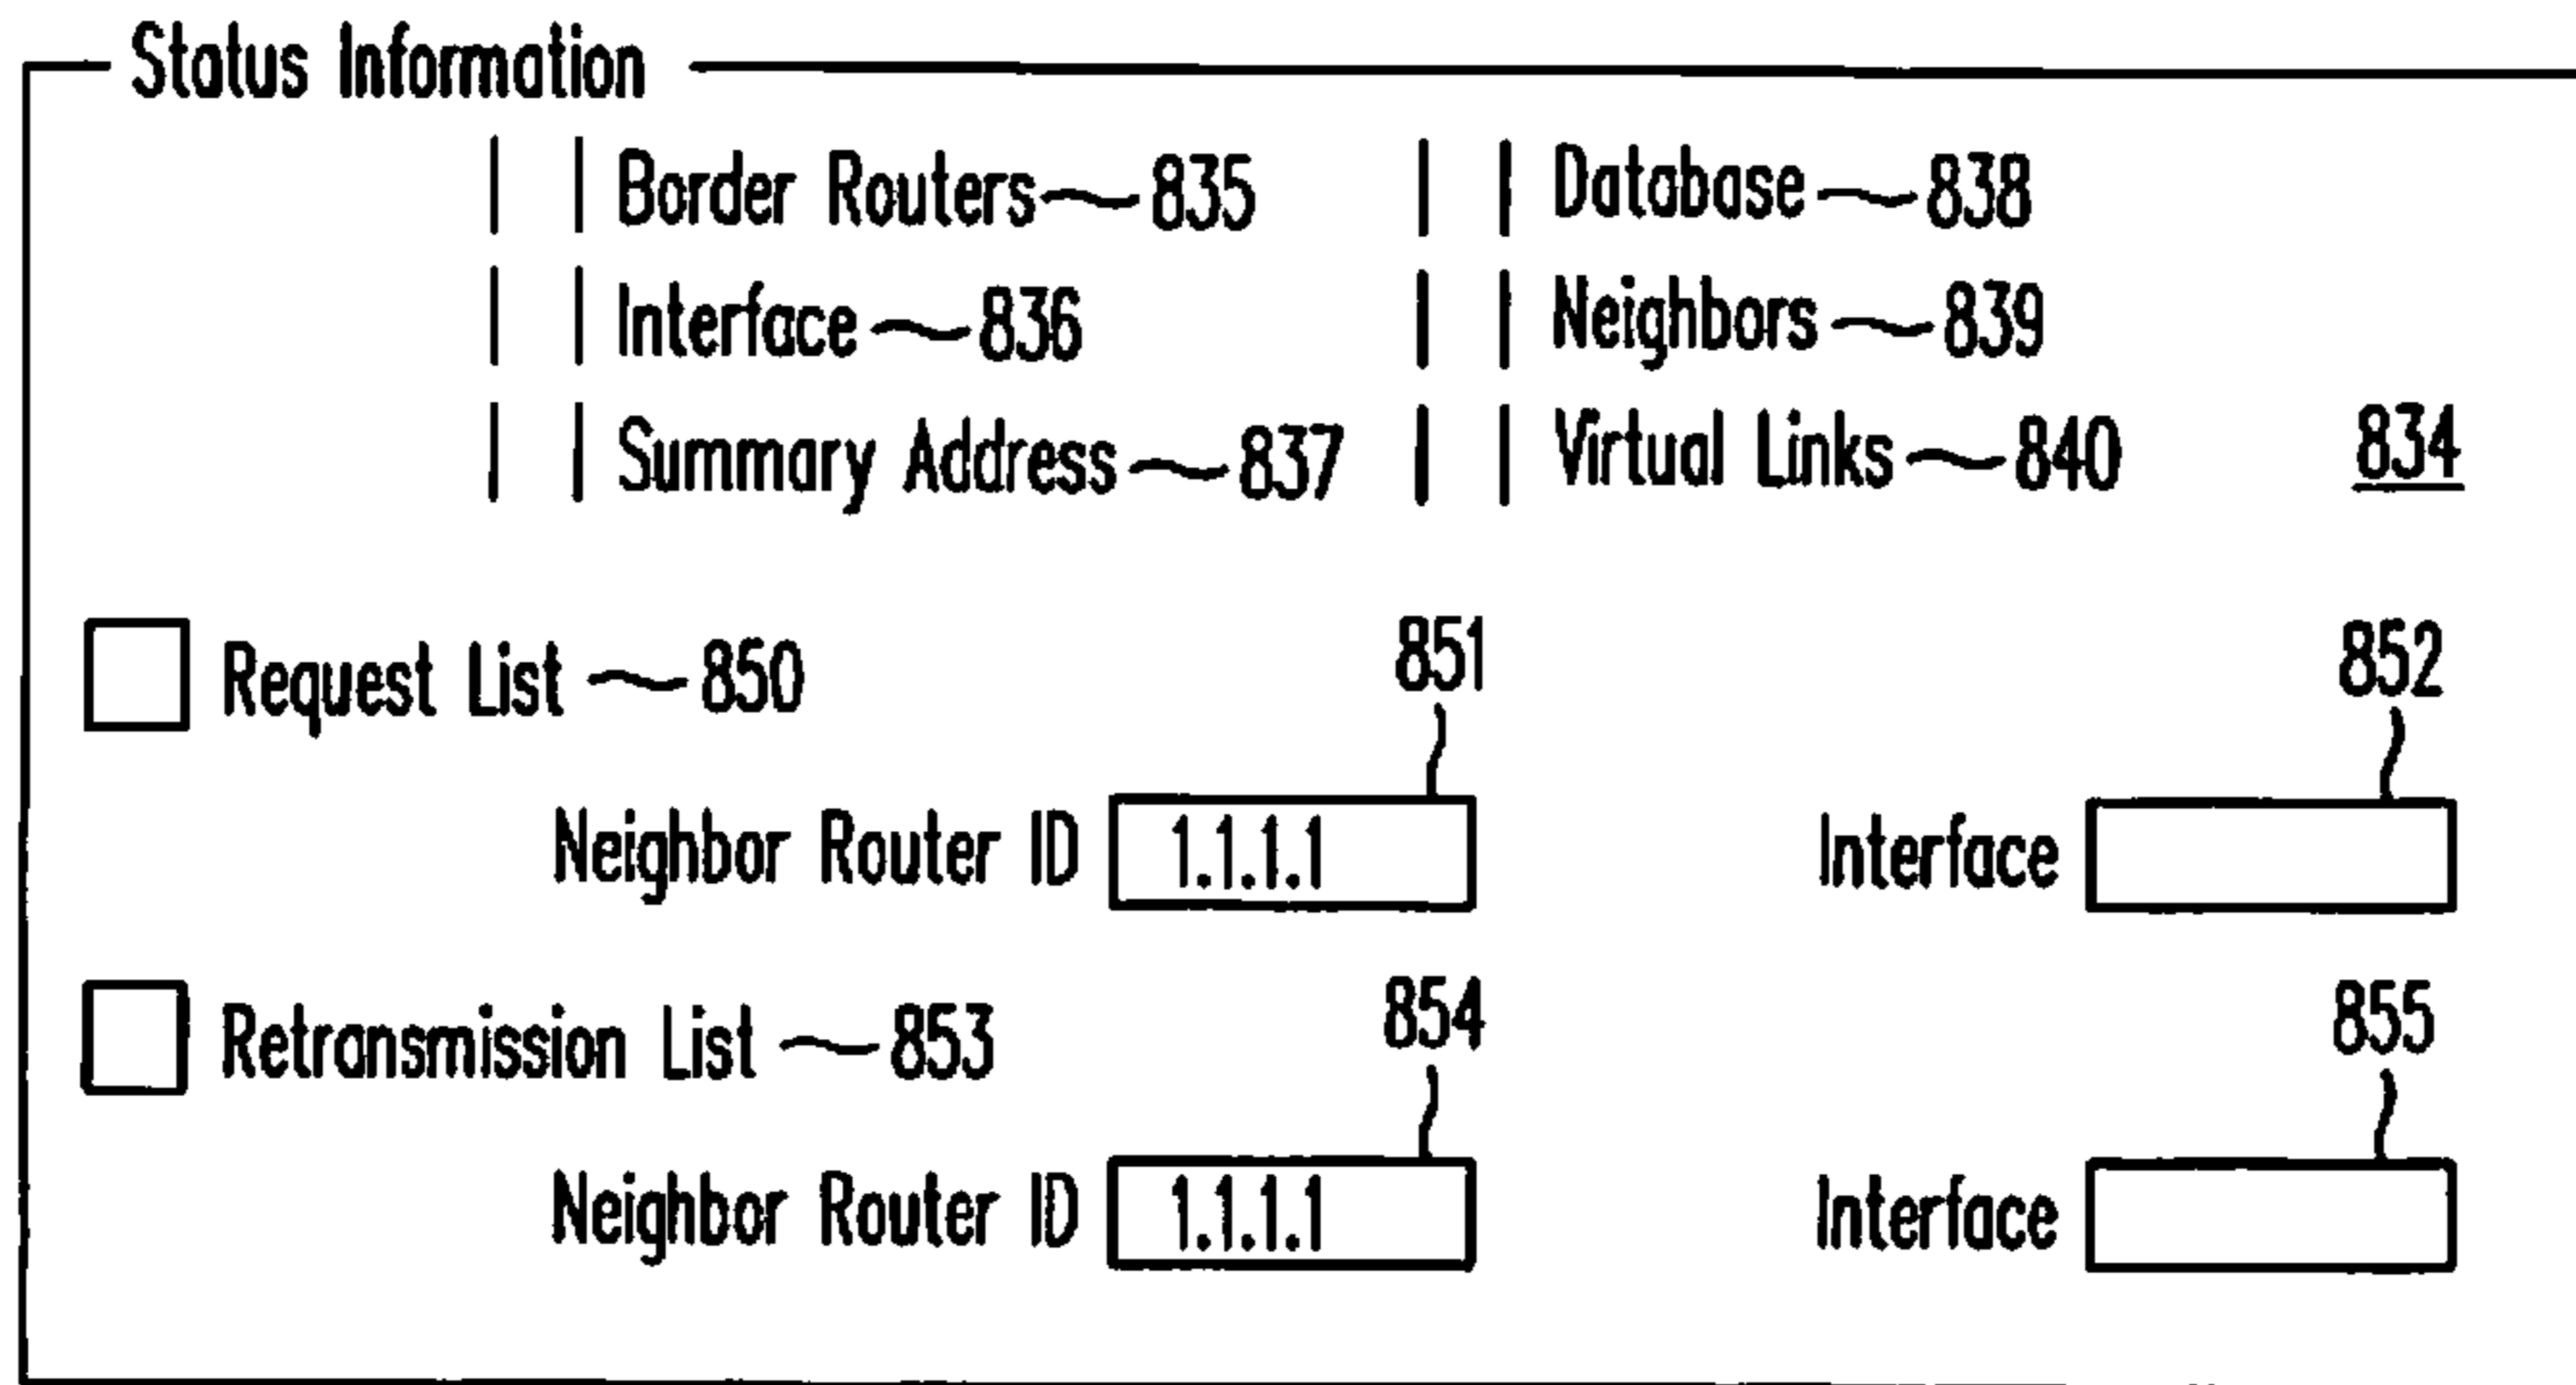 Status Information
Border Routers 835 Database 838
Interface 836 Neighbors 839
Summary Address 837 Virtual Links 840 834
Request List 850 851 852
Neighbor Router ID 1.1.1.1 Interface
Retransmission List 853 854 855
Neighbor Router ID 1.1.1.1 Interface